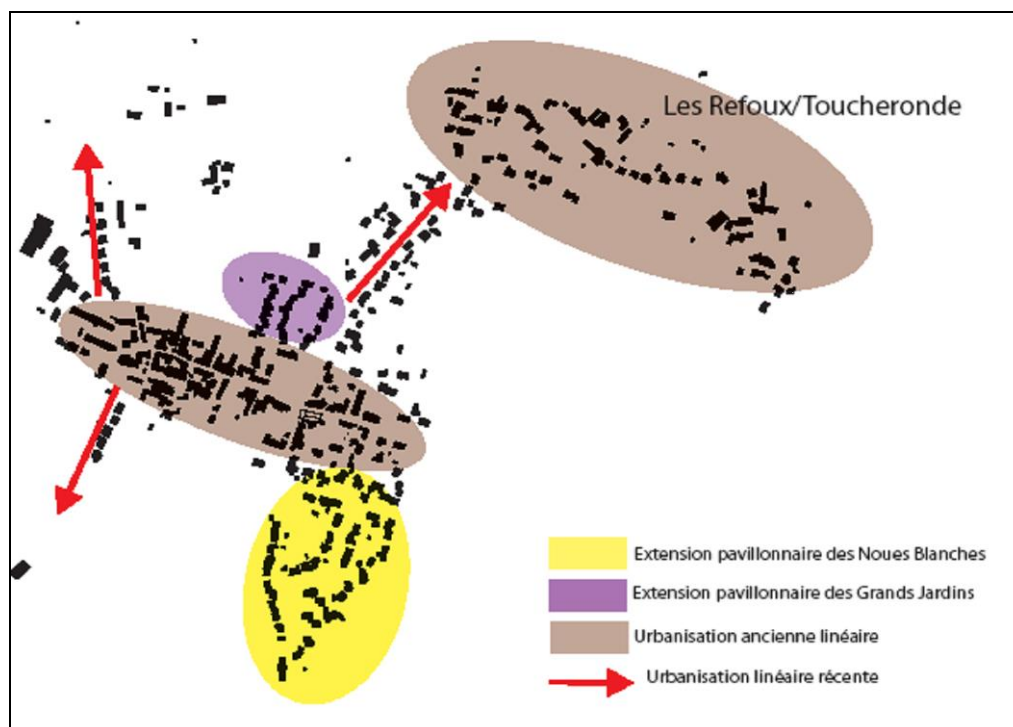 Les Refoux/Toucheronde
Extension pavillonnaire des Noues Blanches
Extension pavillonnaire des Grands Jardins
Urbanisation ancienne linéaire
Urbanisation linéaire récente